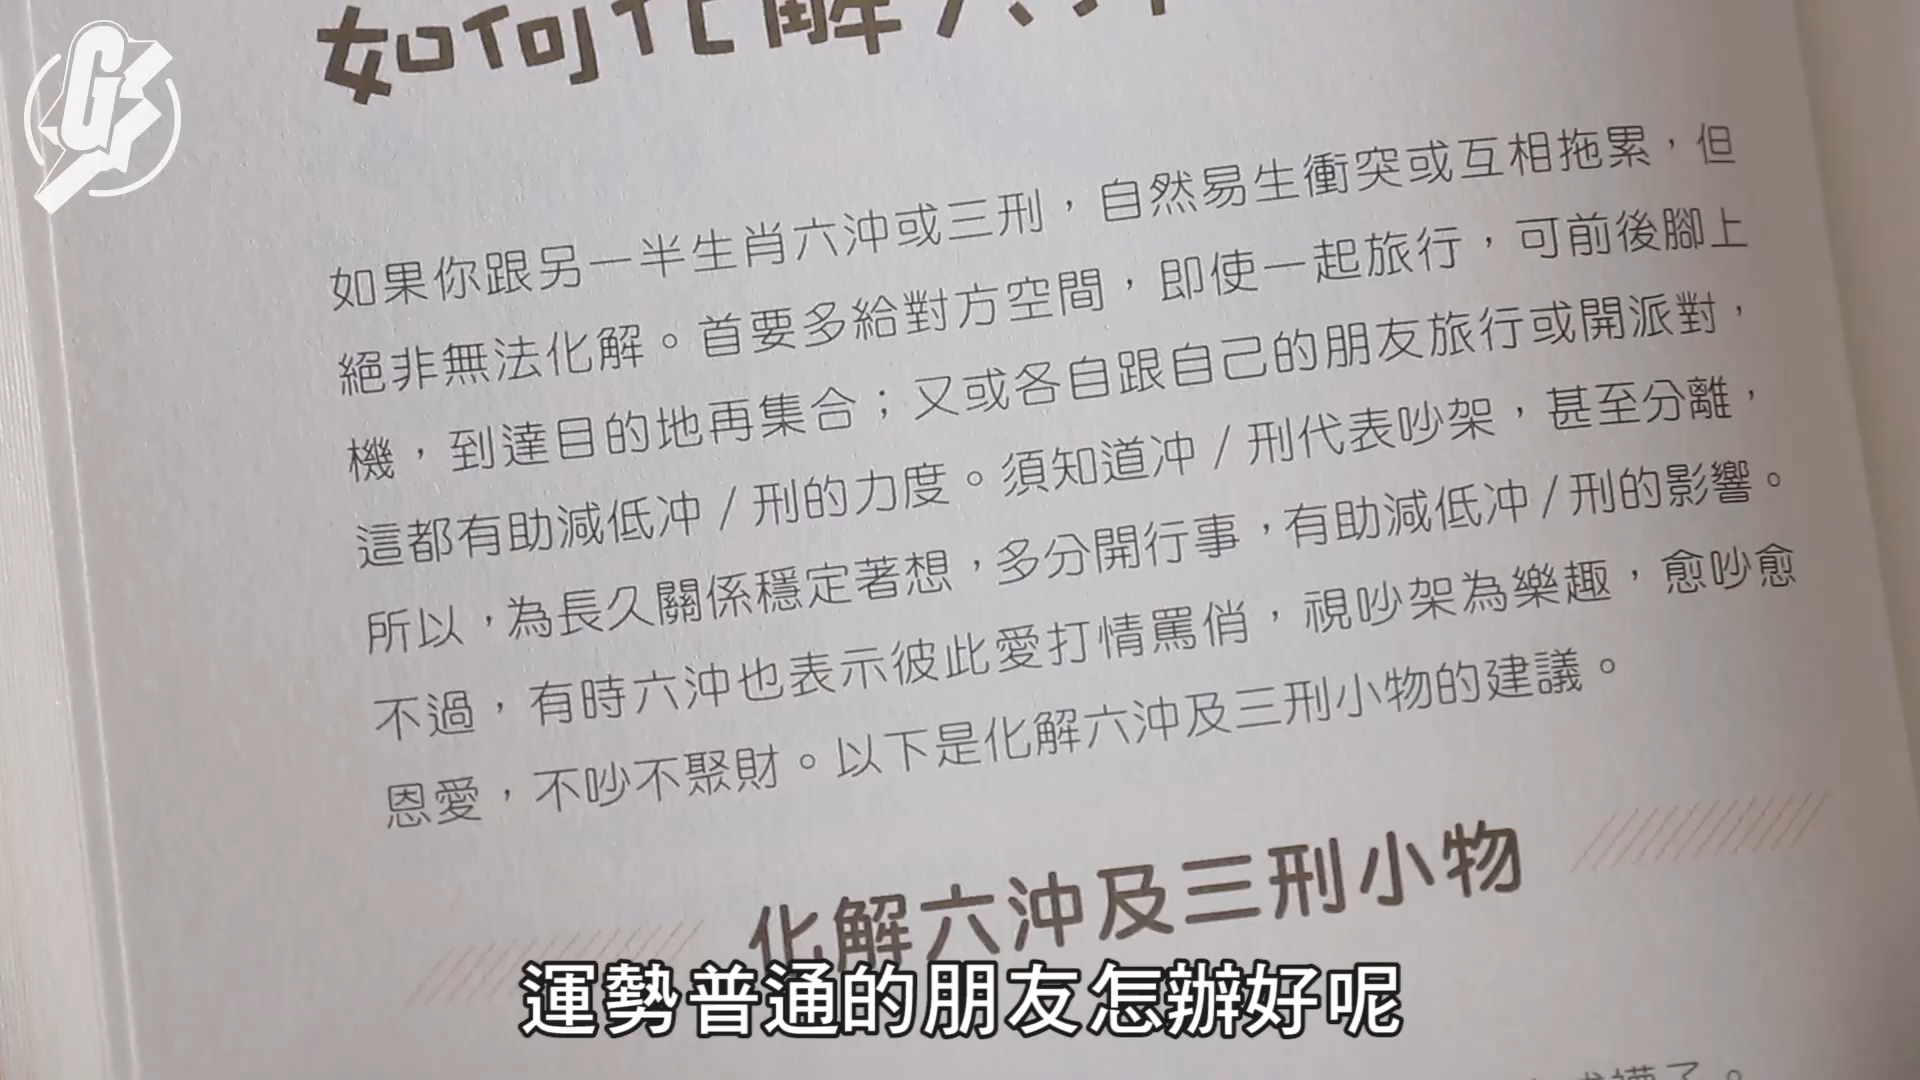 如何化解六沖
如果你跟另一半生肖六沖或三刑，自然易生衝突或互相拖累，但
絕非無法化解。首要多給對方空間，即使一起旅行，可前後腳上
機，到達目的地再集合；又或各自跟自己的朋友旅行或開派對，
這都有助減低冲／刑的力度。須知道冲／刑代表吵架，甚至分離，
所以，為長久關係穩定著想，多分開行事，有助減低冲／刑的影響。
不過，有時六沖也表示彼此愛打情罵俏，視吵架為樂趣，愈吵愈
恩愛，不吵不聚財。以下是化解六沖及三刑小物的建議。
化解六沖及三刑小物
運勢普通的朋友怎辦好呢